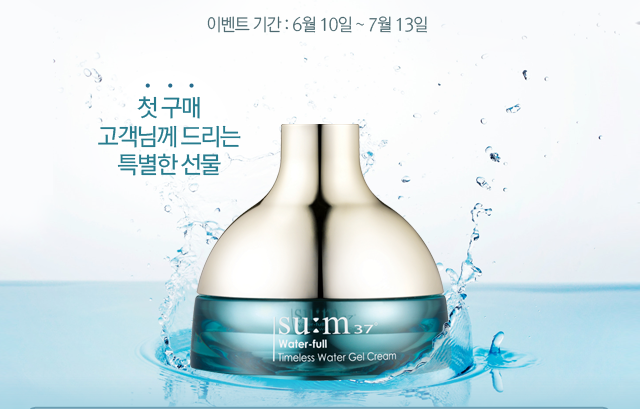 이벤트 기간 : 6월 10일 ~ 7월 13일
첫 구매
고객님께 드리는
특별한 선물
su:m37
Water-full
Timeless Water Gel Cream